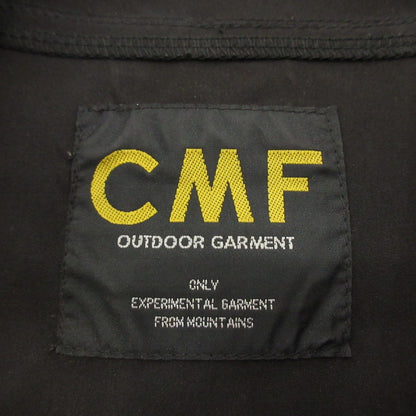 CMF
OUTDOOR GARMENT
ONLY
EXPERIMENTAL GARMENT
FROM MOUNTAINS